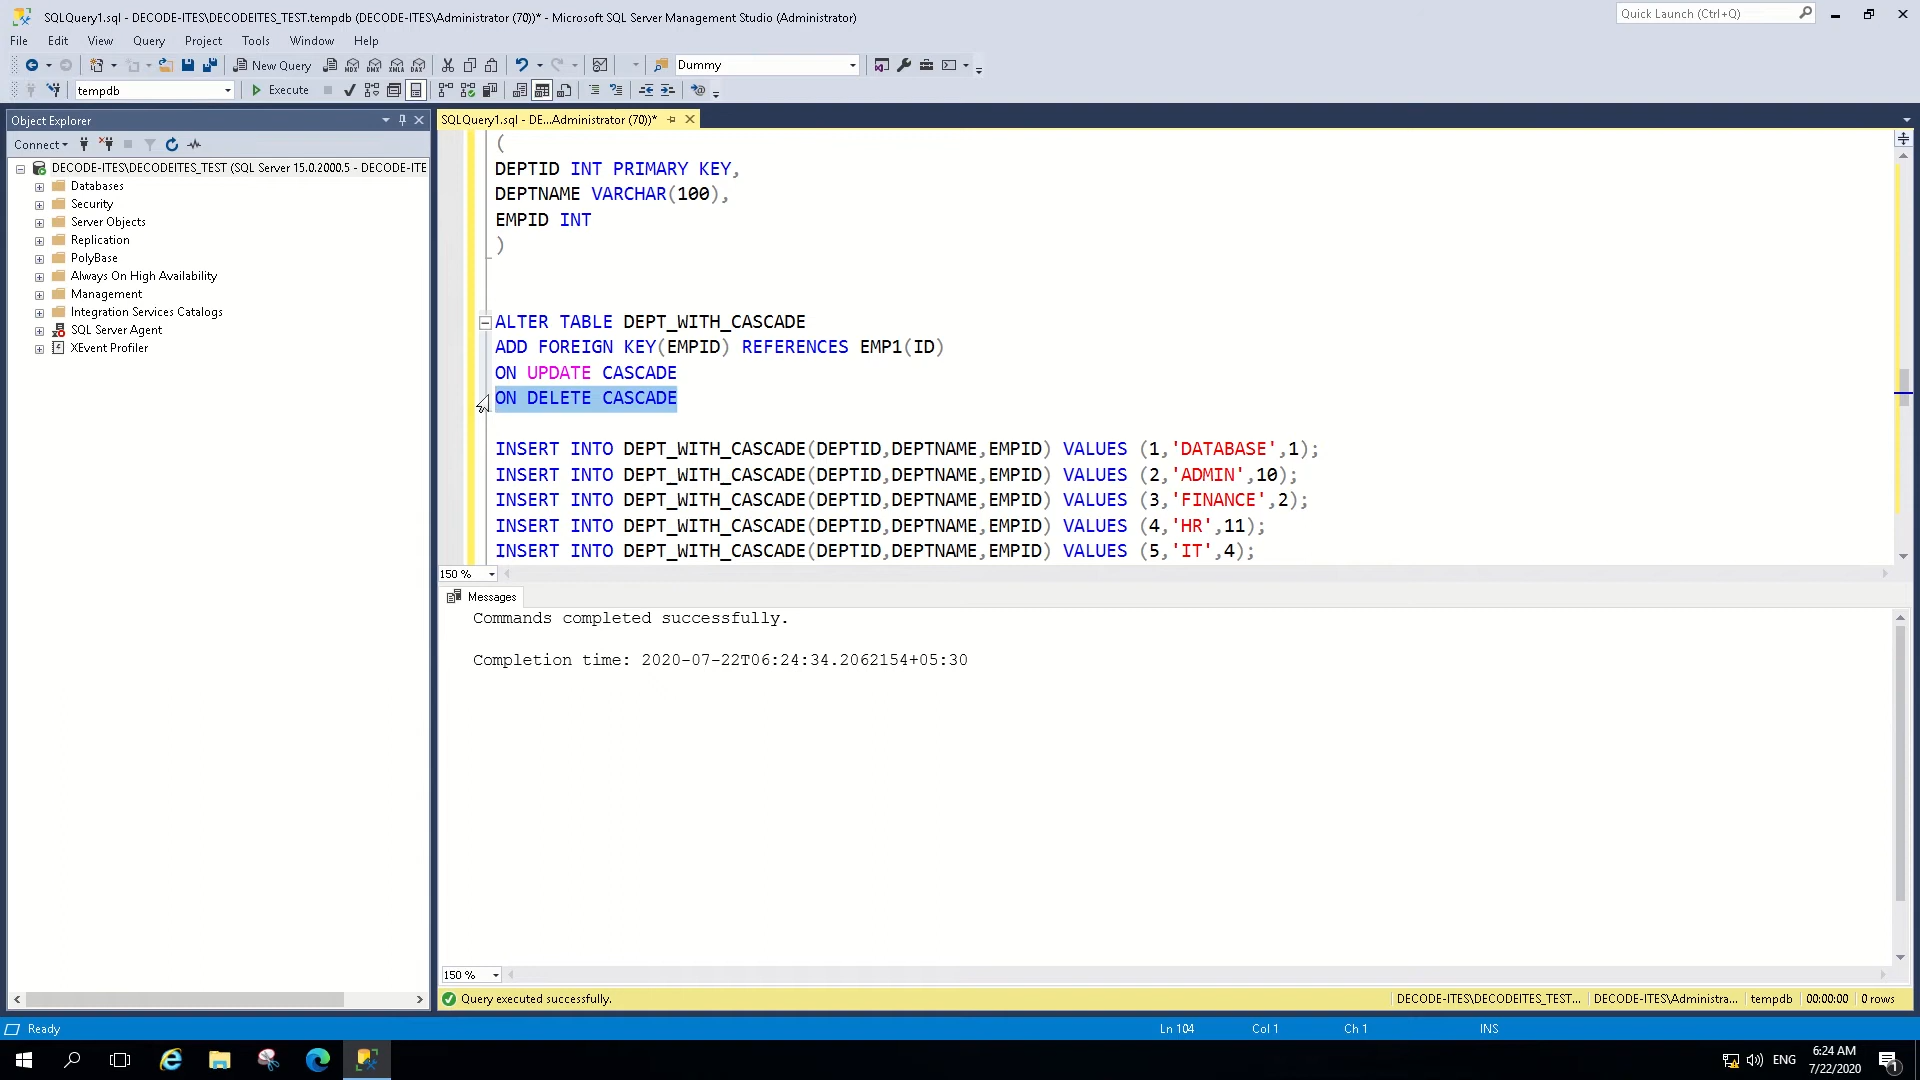 SQLQuery1.sql - DECODE-ITES\DECODEITES_TEST.tempdb (DECODE-ITES\Administrator (70))* - Microsoft SQL Server Management Studio (Administrator)
Quick Launch (Ctrl+Q)
File Edit View Query Project Tools Window Help
New Query
Dummy
tempdb
Execute
Object Explorer
Connect
DECODE-ITES\DECODEITES_TEST (SQL Server 15.0.2000.5 - DECODE-ITE
Databases
Security
Server Objects
Replication
PolyBase
Always On High Availability
Management
Integration Services Catalogs
SQL Server Agent
XEvent Profiler
SQLQuery1.sql - DE...Administrator (70))*
(
DEPTID INT PRIMARY KEY,
DEPTNAME VARCHAR(100),
EMPID INT
)
ALTER TABLE DEPT_WITH_CASCADE
ADD FOREIGN KEY(EMPID) REFERENCES EMP1(ID)
ON UPDATE CASCADE
ON DELETE CASCADE
INSERT INTO DEPT_WITH_CASCADE(DEPTID,DEPTNAME,EMPID) VALUES (1,'DATABASE',1);
INSERT INTO DEPT_WITH_CASCADE(DEPTID,DEPTNAME,EMPID) VALUES (2,'ADMIN',10);
INSERT INTO DEPT_WITH_CASCADE(DEPTID,DEPTNAME,EMPID) VALUES (3,'FINANCE',2);
INSERT INTO DEPT_WITH_CASCADE(DEPTID,DEPTNAME,EMPID) VALUES (4,'HR',11);
INSERT INTO DEPT_WITH_CASCADE(DEPTID,DEPTNAME,EMPID) VALUES (5,'IT',4);
150 %
Messages
Commands completed successfully.
Completion time: 2020-07-22T06:24:34.2062154+05:30
150 %
Query executed successfully.
DECODE-ITES\DECODEITES_TEST... DECODE-ITES\Administra... tempdb 00:00:00 0 rows
Ready
Ln 104 Col 1 Ch 1 INS
ENG
6:24 AM
7/22/2020
1